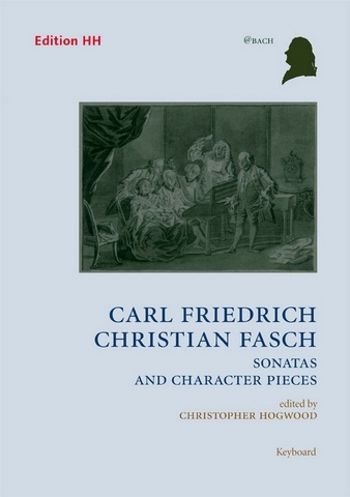 Edition HH
@BACH
CARL FRIEDRICH
CHRISTIAN FASCH
SONATAS
AND CHARACTER PIECES
edited by
CHRISTOPHER HOGWOOD
Keyboard